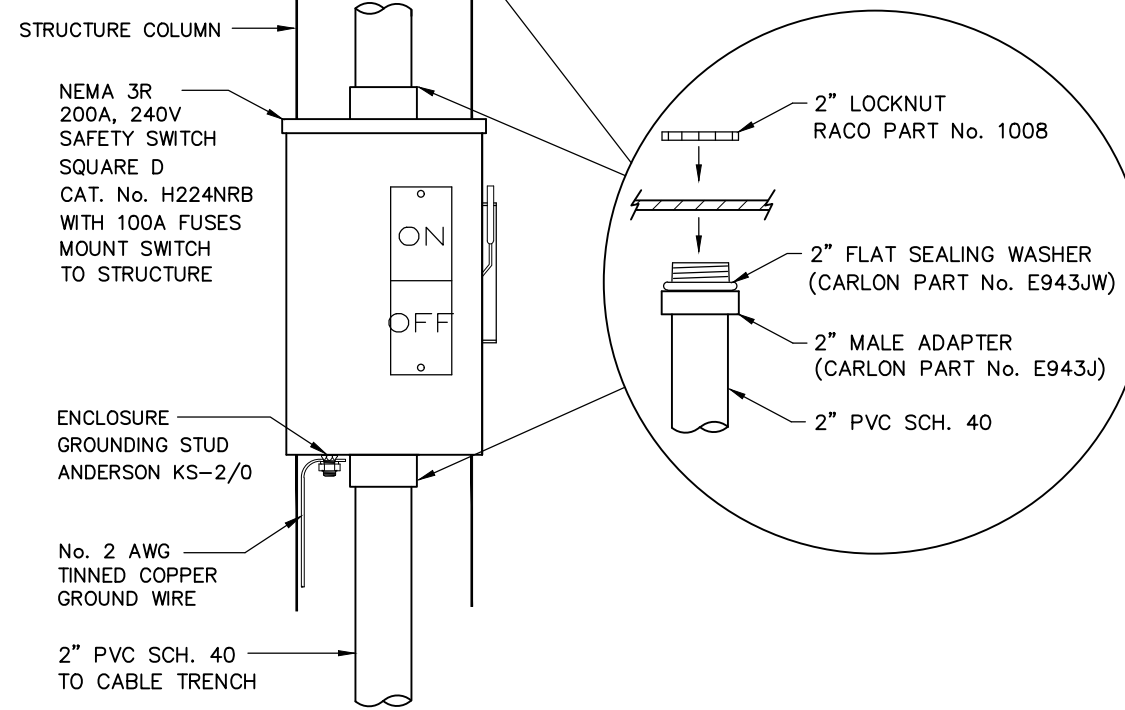 STRUCTURE COLUMN
NEMA 3R
200A, 240V
SAFETY SWITCH
SQUARE D
CAT. No. H224NRB
WITH 100A FUSES
MOUNT SWITCH
TO STRUCTURE
ON
OFF
ENCLOSURE
GROUNDING STUD
ANDERSON KS-2/0
No. 2 AWG
TINNED COPPER
GROUND WIRE
2" PVC SCH. 40
TO CABLE TRENCH
2" LOCKNUT
RACO PART No. 1008
2" FLAT SEALING WASHER
(CARLON PART No. E943JW)
2" MALE ADAPTER
(CARLON PART No. E943J)
2" PVC SCH. 40